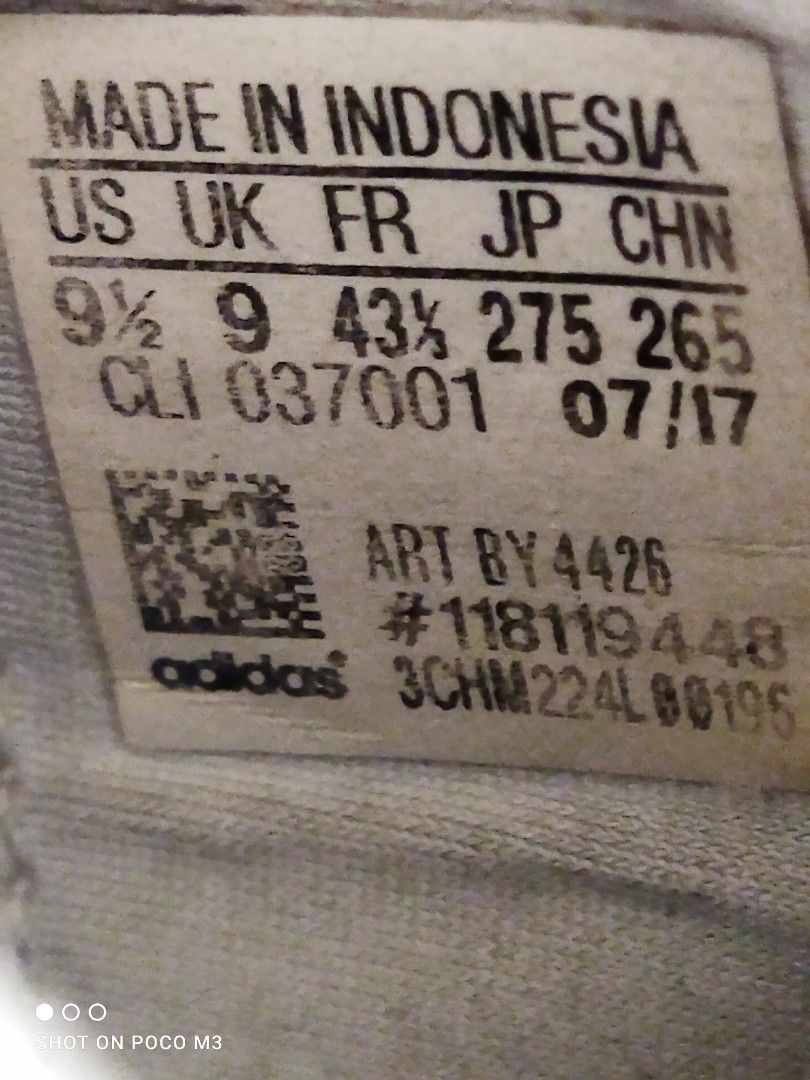 MADE IN INDONESIA
US UK FR JP CHN
9½ 9 43⅓ 275 265
CLI 037001 07/17
ART BY4426
#118119448
adidas® 3CHM224L00196
SHOT ON POCO M3